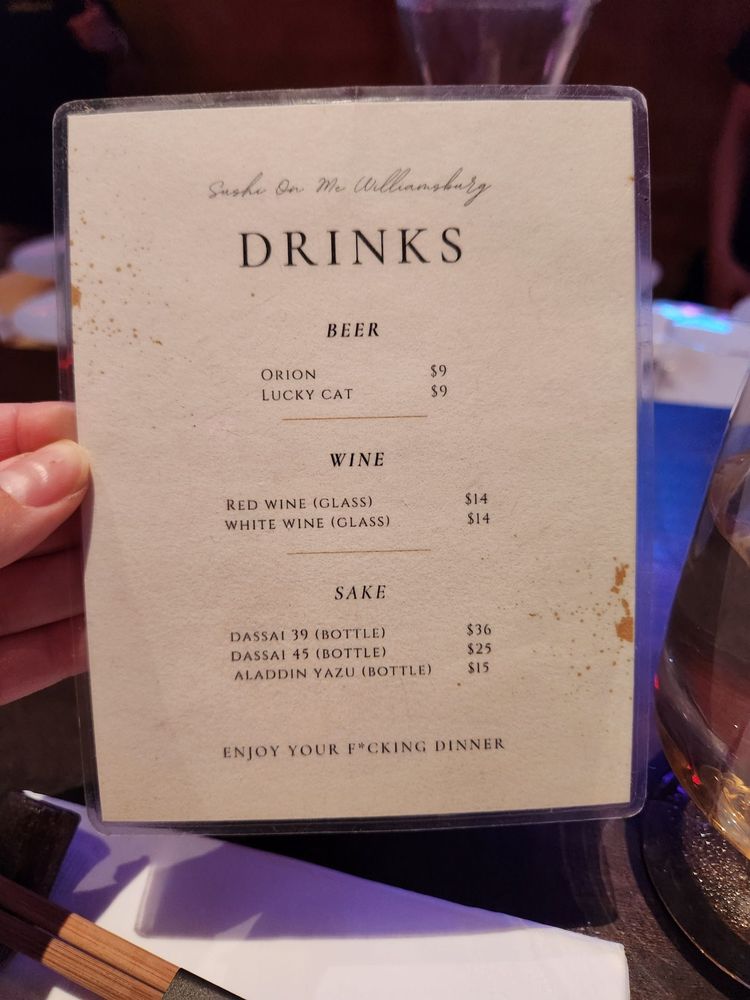 Sushi On Me Williamsburg
DRINKS
BEER
ORION $9
LUCKY CAT $9
WINE
RED WINE (GLASS) $14
WHITE WINE (GLASS) $14
SAKE
DASSAI 39 (BOTTLE) $36
DASSAI 45 (BOTTLE) $25
ALADDIN YAZU (BOTTLE) $15
ENJOY YOUR F*CKING DINNER